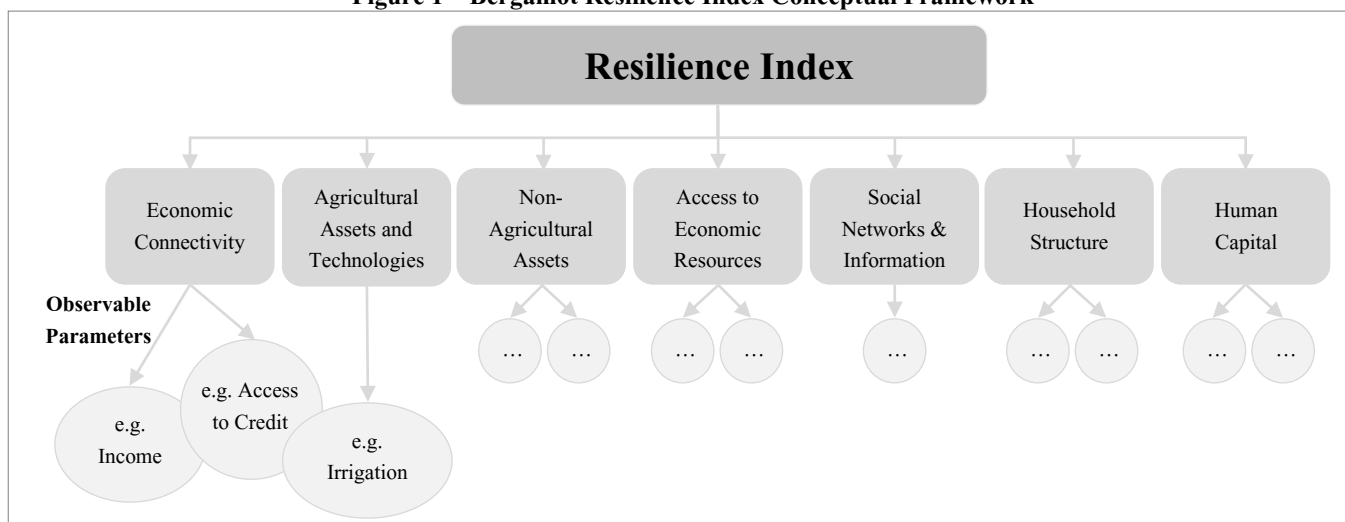 Figure 1 – Bergamot Resilience Index Conceptual Framework
Resilience Index
Economic
Connectivity
Agricultural
Assets and
Technologies
Non-
Agricultural
Assets
Access to
Economic
Resources
Social
Networks &
Information
Household
Structure
Human
Capital
Observable
Parameters
e.g.
Income
e.g. Access
to Credit
e.g.
Irrigation
…
…
…
…
…
…
…
…
…